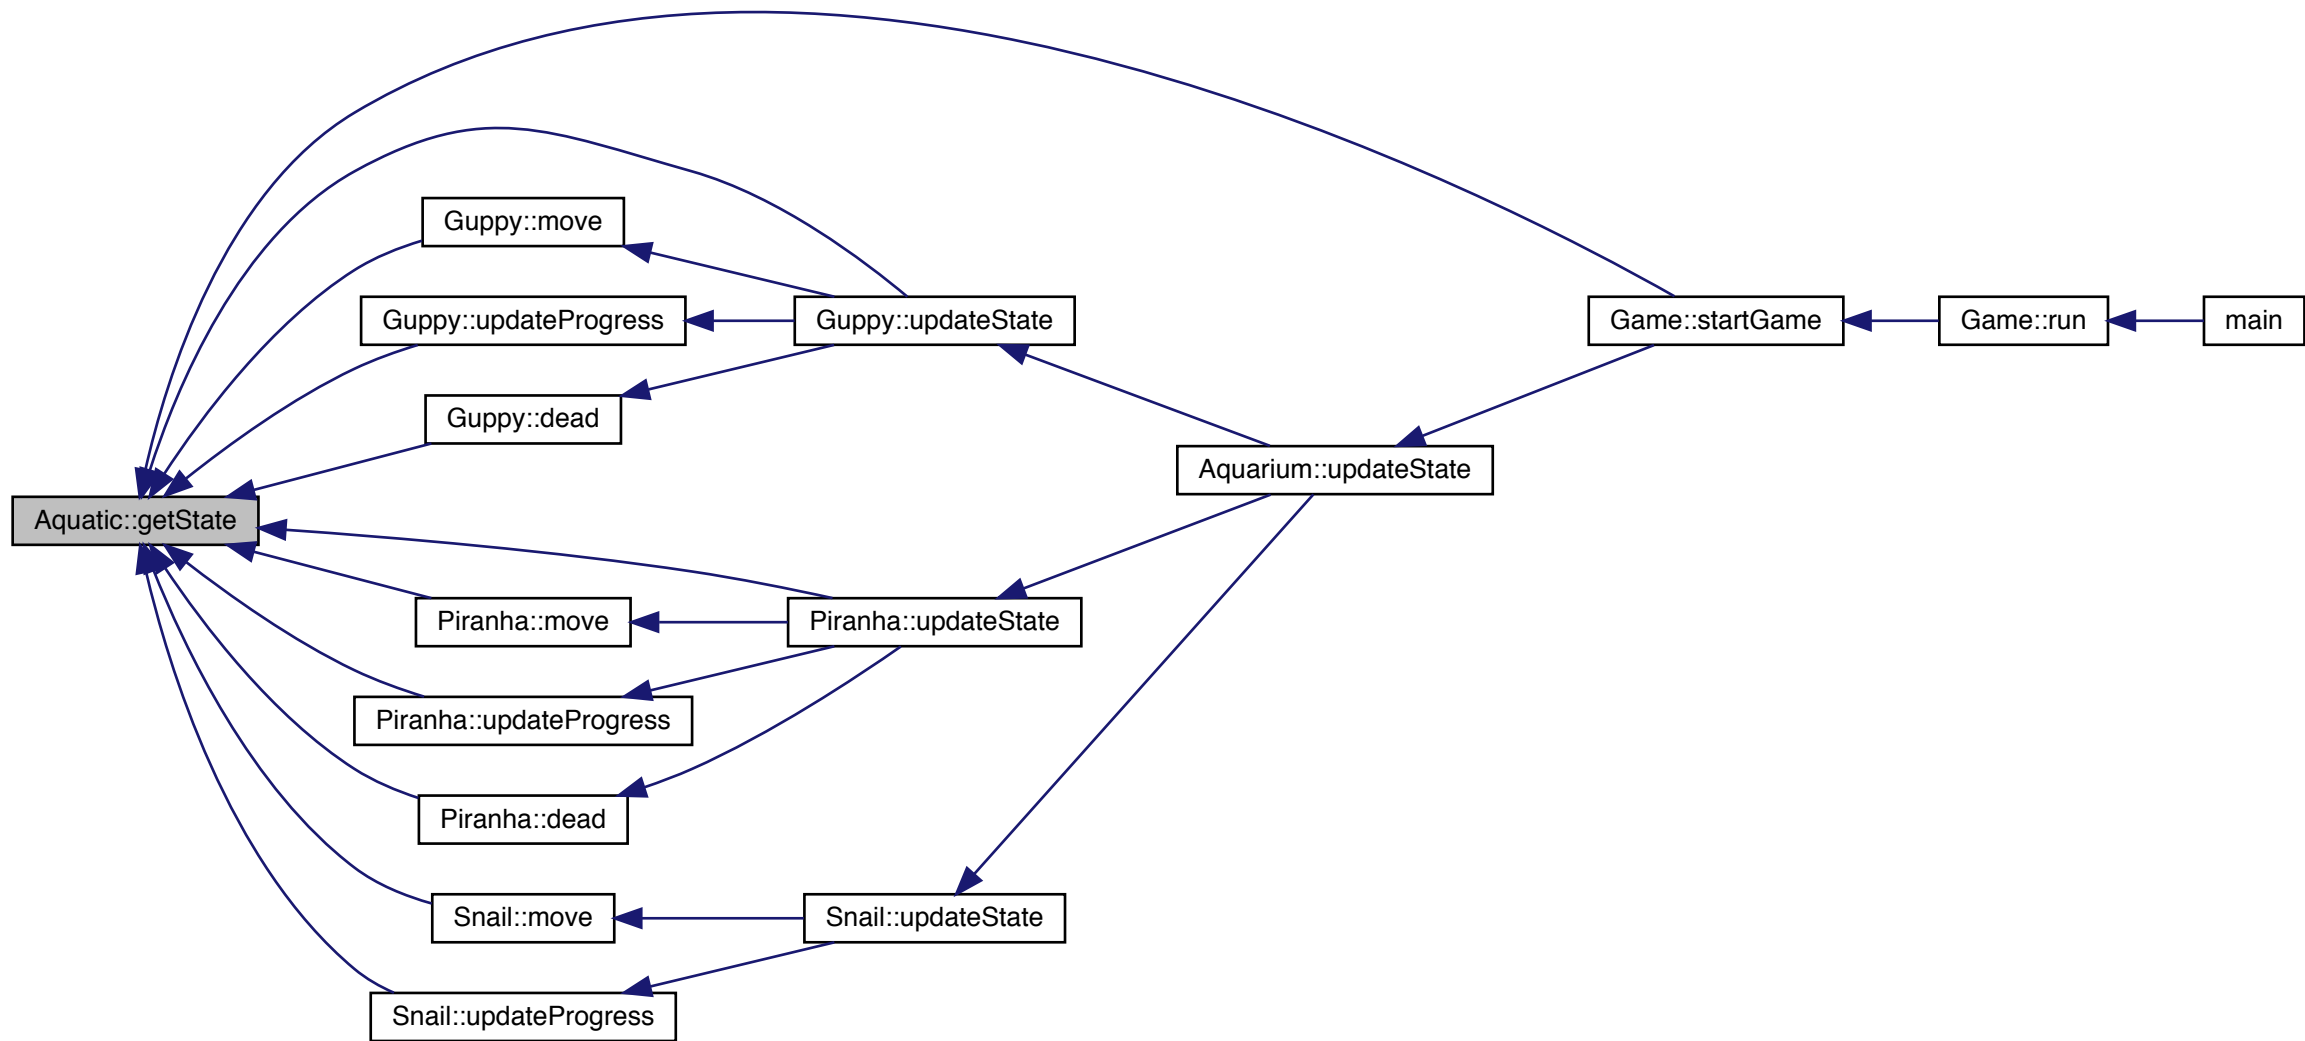 Guppy::move
Guppy::updateProgress
Guppy::updateState
Game::startGame
Game::run
main
Guppy::dead
Aquarium::updateState
Aquatic::getState
Piranha::move
Piranha::updateState
Piranha::updateProgress
Piranha::dead
Snail::move
Snail::updateState
Snail::updateProgress